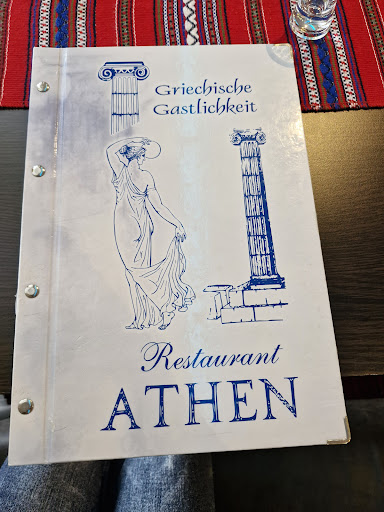 Griechische
Gastlichkeit
Restaurant
ATHEN